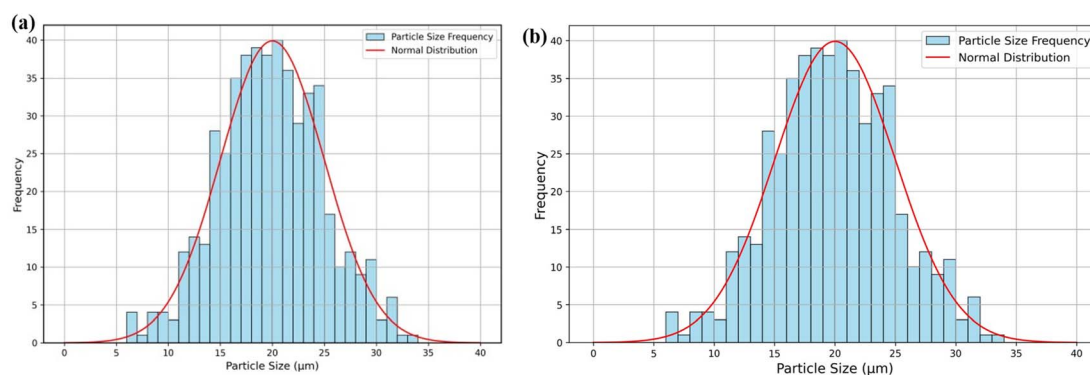 (a)
Particle Size Frequency
Normal Distribution
40
35
30
25
20
15
10
5
0
Frequency
0 5 10 15 20 25 30 35 40
Particle Size (μm)
(b)
Particle Size Frequency
Normal Distribution
40
35
30
25
20
15
10
5
0
Frequency
0 5 10 15 20 25 30 35 40
Particle Size (μm)